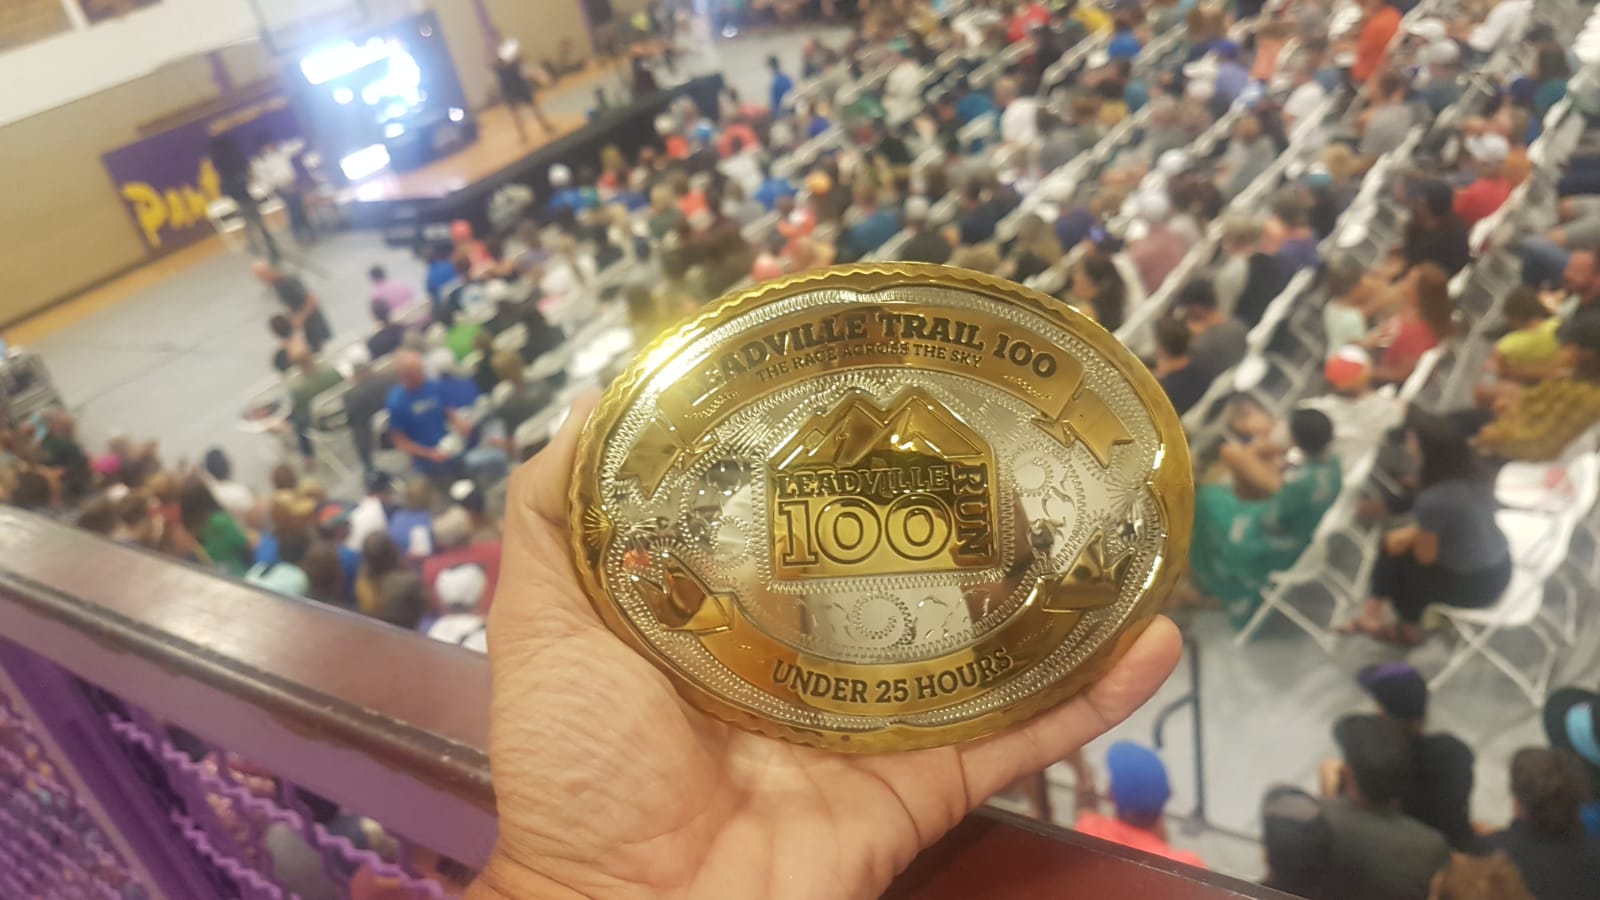 LEADVILLE TRAIL 100
THE RACE ACROSS THE SKY
LEADVILLE
100
RUN
UNDER 25 HOURS